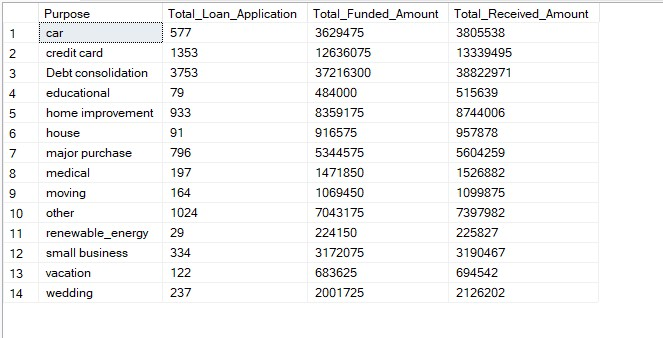 Purpose Total_Loan_Application Total_Funded_Amount Total_Received_Amount
1 car 577 3629475 3805538
2 credit card 1353 12636075 13339495
3 Debt consolidation 3753 37216300 38822971
4 educational 79 484000 515639
5 home improvement 933 8359175 8744006
6 house 91 916575 957878
7 major purchase 796 5344575 5604259
8 medical 197 1471850 1526882
9 moving 164 1069450 1099875
10 other 1024 7043175 7397982
11 renewable_energy 29 224150 225827
12 small business 334 3172075 3190467
13 vacation 122 683625 694542
14 wedding 237 2001725 2126202